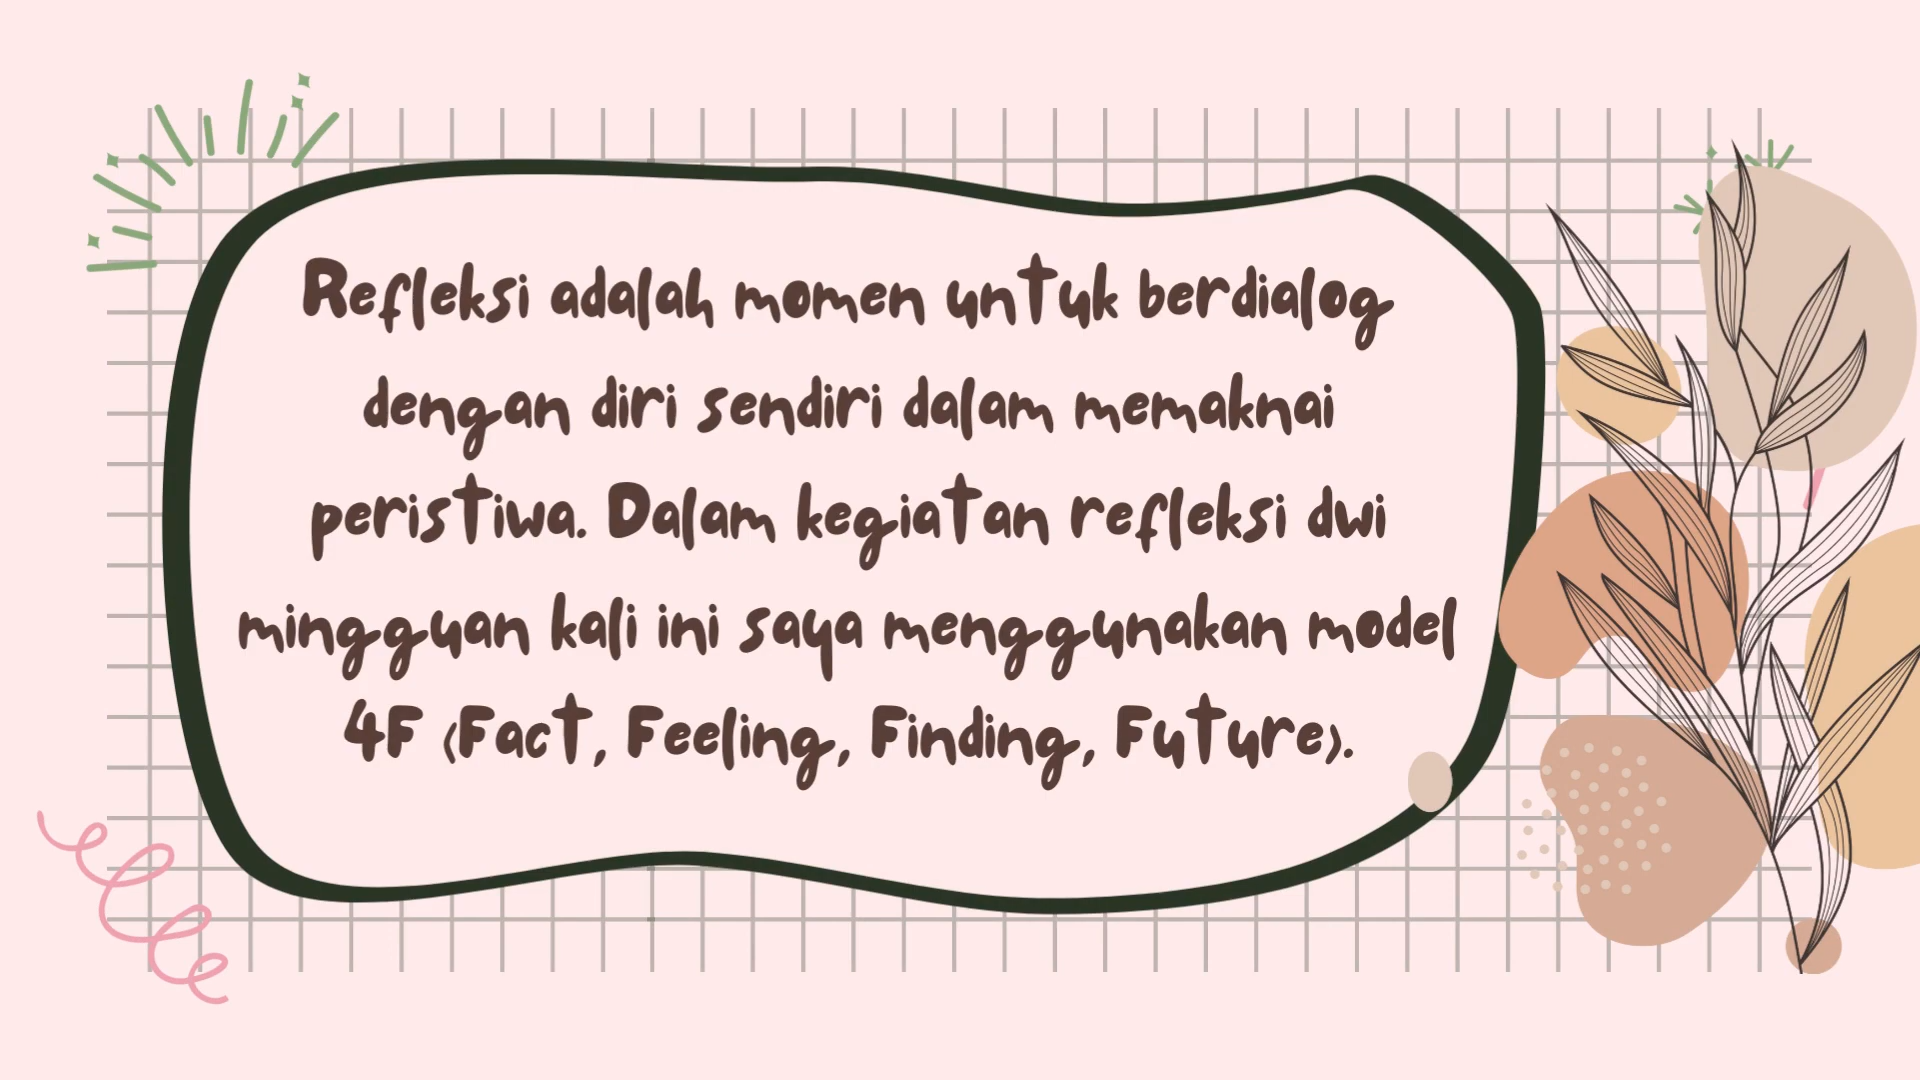 Refleksi adalah momen untuk berdialog
dengan diri sendiri dalam memaknai
peristiwa. Dalam kegiatan refleksi dwi
mingguan kali ini saya menggunakan model
4F (Fact, Feeling, Finding, Future).